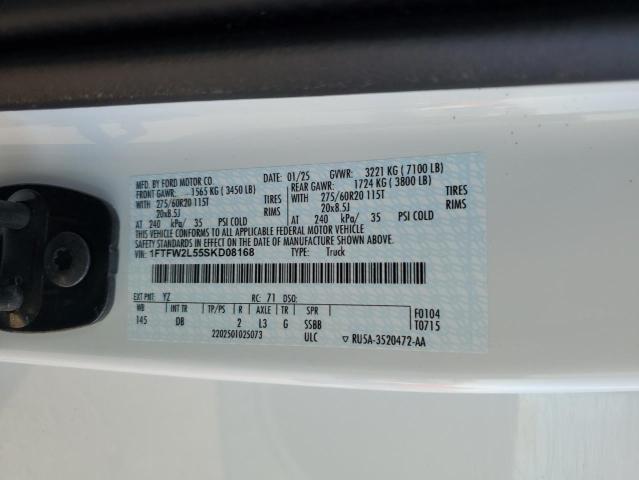 MFD. BY FORD MOTOR CO. 01/25 GVWR: 3221 KG ( 7100 LB)
FRONT GAWR: 1565 KG ( 3450 LB) REAR GAWR: 1724 KG ( 3800 LB)
WITH 275/60R20 115T TIRES WITH 275/60R20 115T TIRES
20x8.5J RIMS 20x8.5J RIMS
AT 240 kPa/ 35 PSI COLD AT 240 kPa/ 35 PSI COLD
THIS VEHICLE CONFORMS TO ALL APPLICABLE FEDERAL MOTOR VEHICLE
SAFETY STANDARDS IN EFFECT ON THE DATE OF MANUFACTURE SHOWN ABOVE.
VIN: 1FTFW2L55SKD08168 TYPE: Truck
EXT PNT: YZ RC: 71 DSO:
WB INT TR TP/PS R AXLE TR SPR F0104
145 DB 2 L3 G SSBB T0715
2202501025073 ULC RU5A-3520472-AA